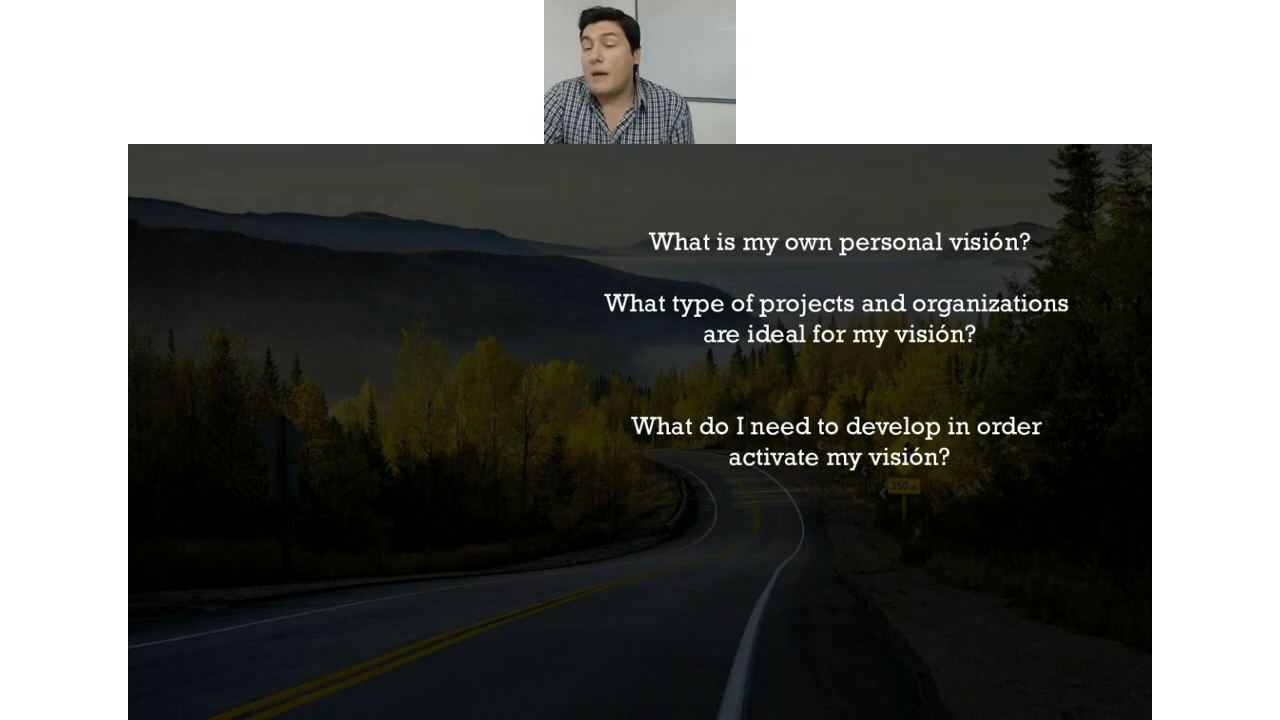 What is my own personal visión?
What type of projects and organizations
are ideal for my visión?
What do I need to develop in order
activate my visión?
350 m